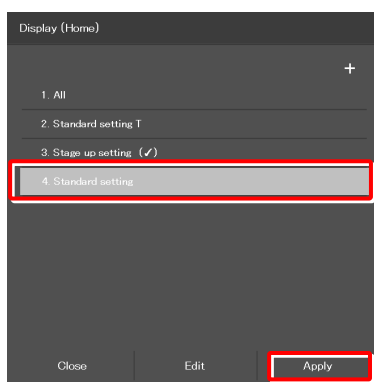 Display (Home)
+
1. All
2. Standard setting T
3. Stage up setting (✓)
4. Standard setting
Close Edit Apply